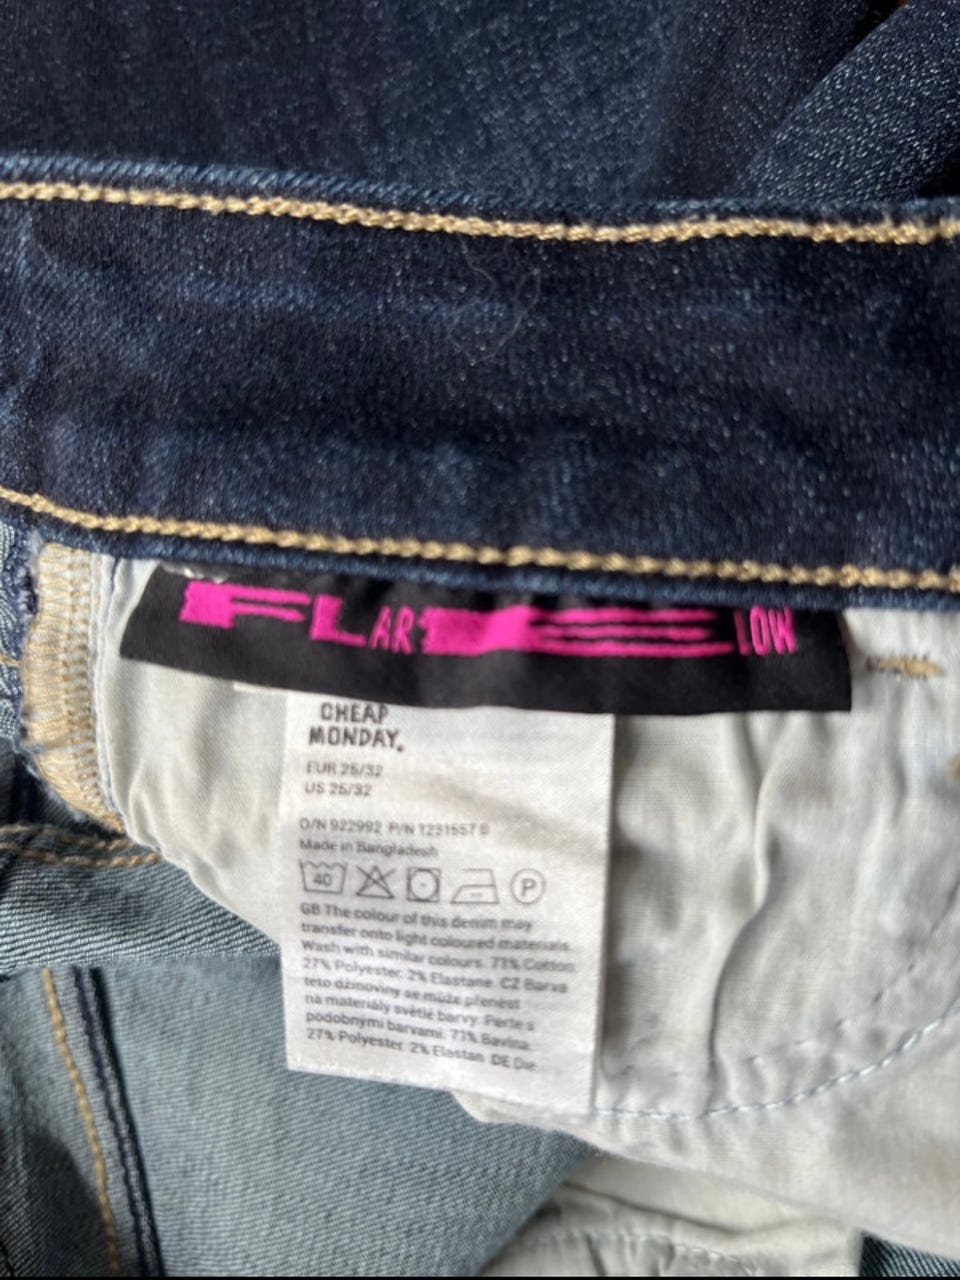 FLARE LOW
CHEAP
MONDAY.
EUR 25/32
US 25/32
O/N 922992 P/N 1231557 B
Made in Bangladesh
40 P
GB The colour of this denim may
transfer onto light coloured materials.
Wash with similar colours. 71% Cotton.
27% Polyester. 2% Elastane. CZ Barva
této džínoviny se může přenést
na materiály světlé barvy. Perte s
podobnými barvami. 71% Bavlna.
27% Polyester. 2% Elastan. DE Die